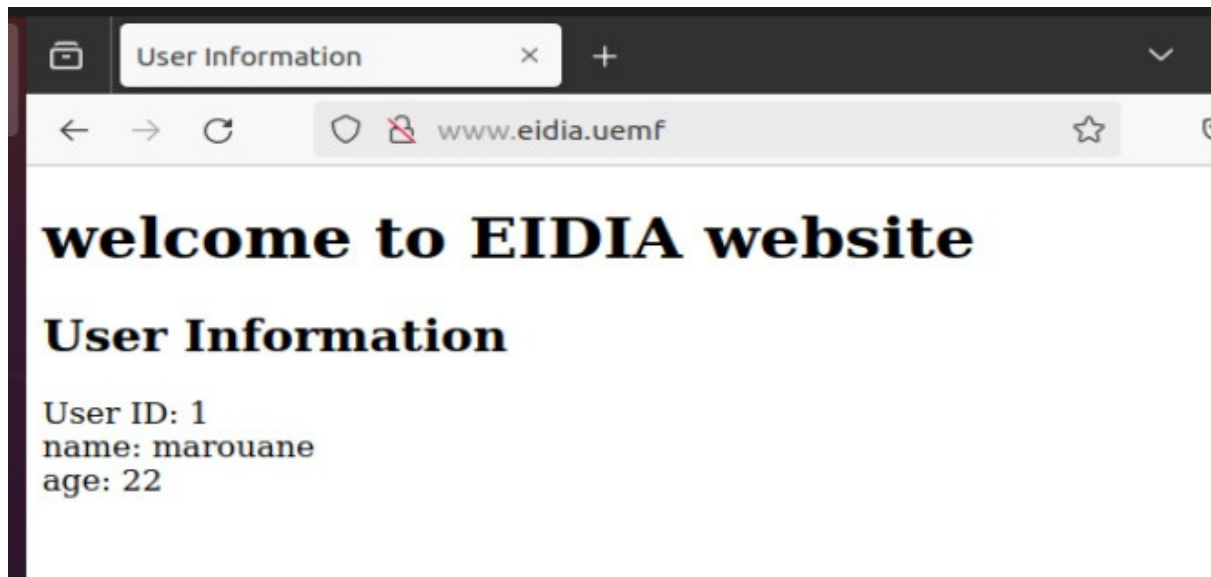 User Information
www.eidia.uemf
welcome to EIDIA website
User Information
User ID: 1
name: marouane
age: 22